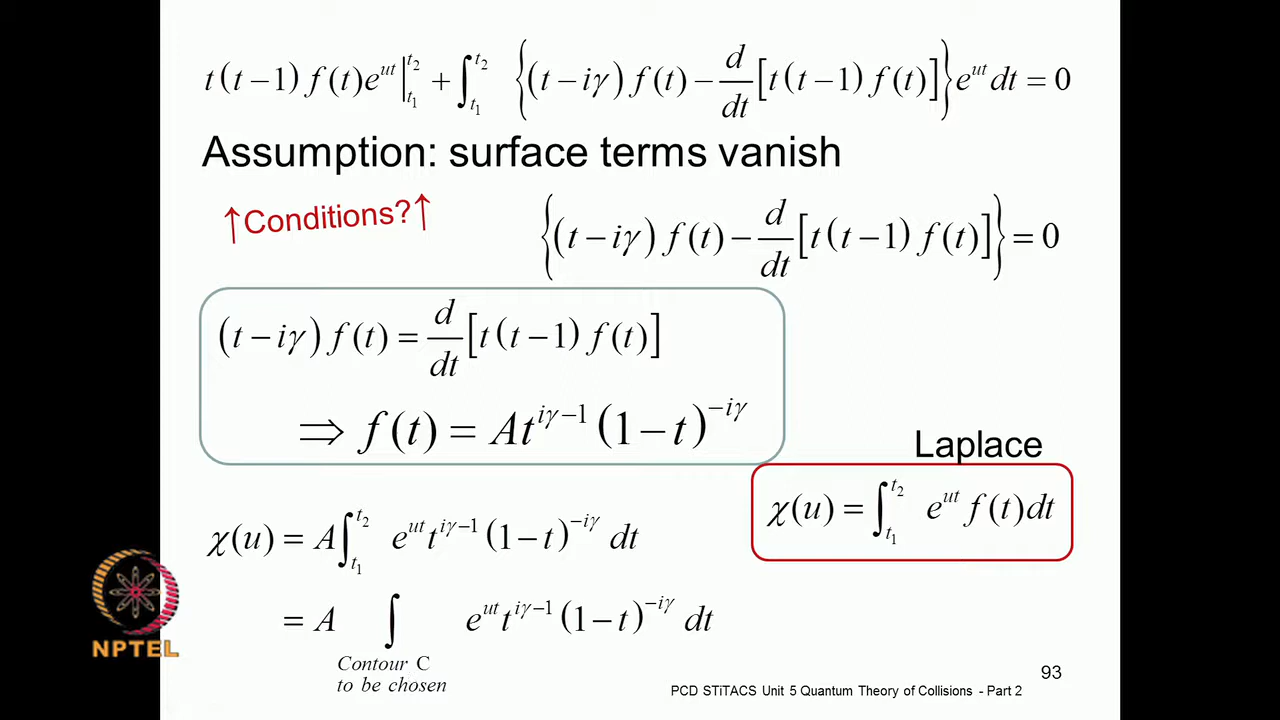 t(t−1)f(t)e^{ut}|_{t_1}^{t_2} + ∫_{t_1}^{t_2} {(t−iγ)f(t) − d/dt [t(t−1)f(t)]} e^{ut} dt = 0
Assumption: surface terms vanish
↑Conditions?↑
{(t−iγ)f(t) − d/dt [t(t−1)f(t)]} = 0
(t−iγ)f(t) = d/dt [t(t−1)f(t)]
⇒ f(t) = At^{iγ−1}(1−t)^{−iγ}
Laplace
χ(u) = ∫_{t_1}^{t_2} e^{ut} f(t)dt
χ(u) = A∫_{t_1}^{t_2} e^{ut} t^{iγ−1}(1−t)^{−iγ} dt
= A ∫ e^{ut} t^{iγ−1}(1−t)^{−iγ} dt
Contour C
to be chosen
NPTEL
93
PCD STiTACS Unit 5 Quantum Theory of Collisions - Part 2